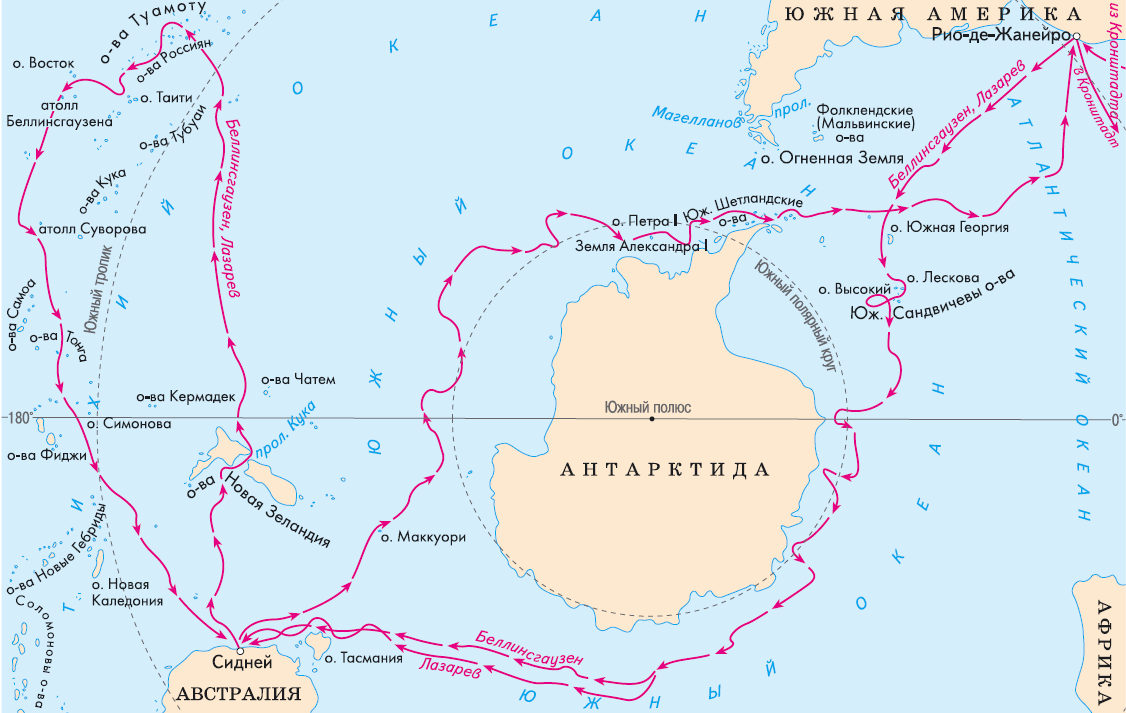 ЮЖНАЯ АМЕРИКА
Рио-де-Жанейро
из Кронштадта
в Кронштадт
о-ва Туамоту
о-ва Россиян
о. Восток
о. Таити
атолл
Беллинсгаузена
о-ва Тубуаи
о-ва Кука
атолл Суворова
Южный тропик
о-ва Самоа
о-ва Тонга
Беллинсгаузен, Лазарев
ТИХИЙ ОКЕАН
Магелланов прол.
Фолклендские
(Мальвинские)
о-ва
о. Огненная Земля
Беллинсгаузен, Лазарев
АТЛАНТИЧЕСКИЙ ОКЕАН
ЮЖНЫЙ ОКЕАН
о. Петра I
Юж. Шетландские
о-ва
Земля Александра I
о. Южная Георгия
Южный полярный круг
о. Лескова
о. Высокий
Юж. Сандвичевы о-ва
о-ва Чатем
о-ва Кермадек
180°
Южный полюс
0°
о. Симонова
прол. Кука
о-ва Фиджи
АНТАРКТИДА
о-ва Новая Зеландия
о. Маккуори
о-ва Новые Гебриды
о. Новая
Каледония
Соломоновы о-ва
АФРИКА
Сидней
о. Тасмания
Беллинсгаузен
Лазарев
АВСТРАЛИЯ
ЮЖНЫЙ ОКЕАН